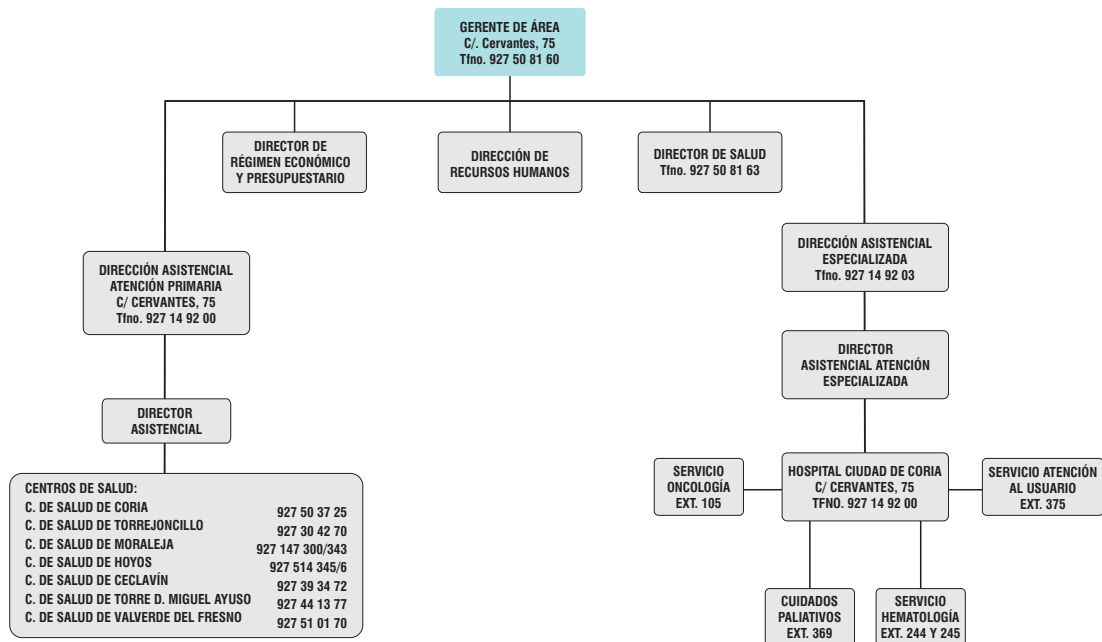 GERENTE DE ÁREA
C/. Cervantes, 75
Tfno. 927 50 81 60
DIRECTOR DE
RÉGIMEN ECONÓMICO
Y PRESUPUESTARIO
DIRECCIÓN DE
RECURSOS HUMANOS
DIRECTOR DE SALUD
Tfno. 927 50 81 63
DIRECCIÓN ASISTENCIAL
ATENCIÓN PRIMARIA
C/ CERVANTES, 75
Tfno. 927 14 92 00
DIRECCIÓN ASISTENCIAL
ESPECIALIZADA
Tfno. 927 14 92 03
DIRECTOR
ASISTENCIAL ATENCIÓN
ESPECIALIZADA
DIRECTOR
ASISTENCIAL
CENTROS DE SALUD:
C. DE SALUD DE CORIA 927 50 37 25
C. DE SALUD DE TORREJONCILLO 927 30 42 70
C. DE SALUD DE MORALEJA 927 147 300/343
C. DE SALUD DE HOYOS 927 514 345/6
C. DE SALUD DE CECLAVÍN 927 39 34 72
C. DE SALUD DE TORRE D. MIGUEL AYUSO 927 44 13 77
C. DE SALUD DE VALVERDE DEL FRESNO 927 51 01 70
SERVICIO
ONCOLOGÍA
EXT. 105
HOSPITAL CIUDAD DE CORIA
C/ CERVANTES, 75
TFNO. 927 14 92 00
SERVICIO ATENCIÓN
AL USUARIO
EXT. 375
CUIDADOS
PALIATIVOS
EXT. 369
SERVICIO
HEMATOLOGÍA
EXT. 244 Y 245